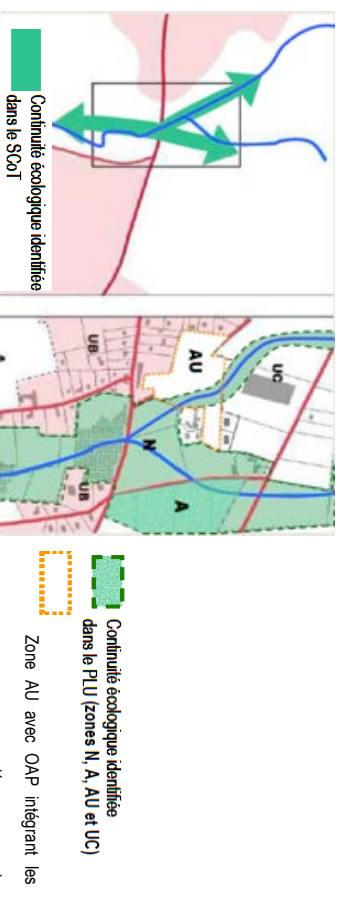 Continuité écologique identifiée
dans le SCoT
UB
AU
UC
N
A
UB
Continuité écologique identifiée
dans le PLU (zones N, A, AU et UC)
Zone AU avec OAP intégrant les